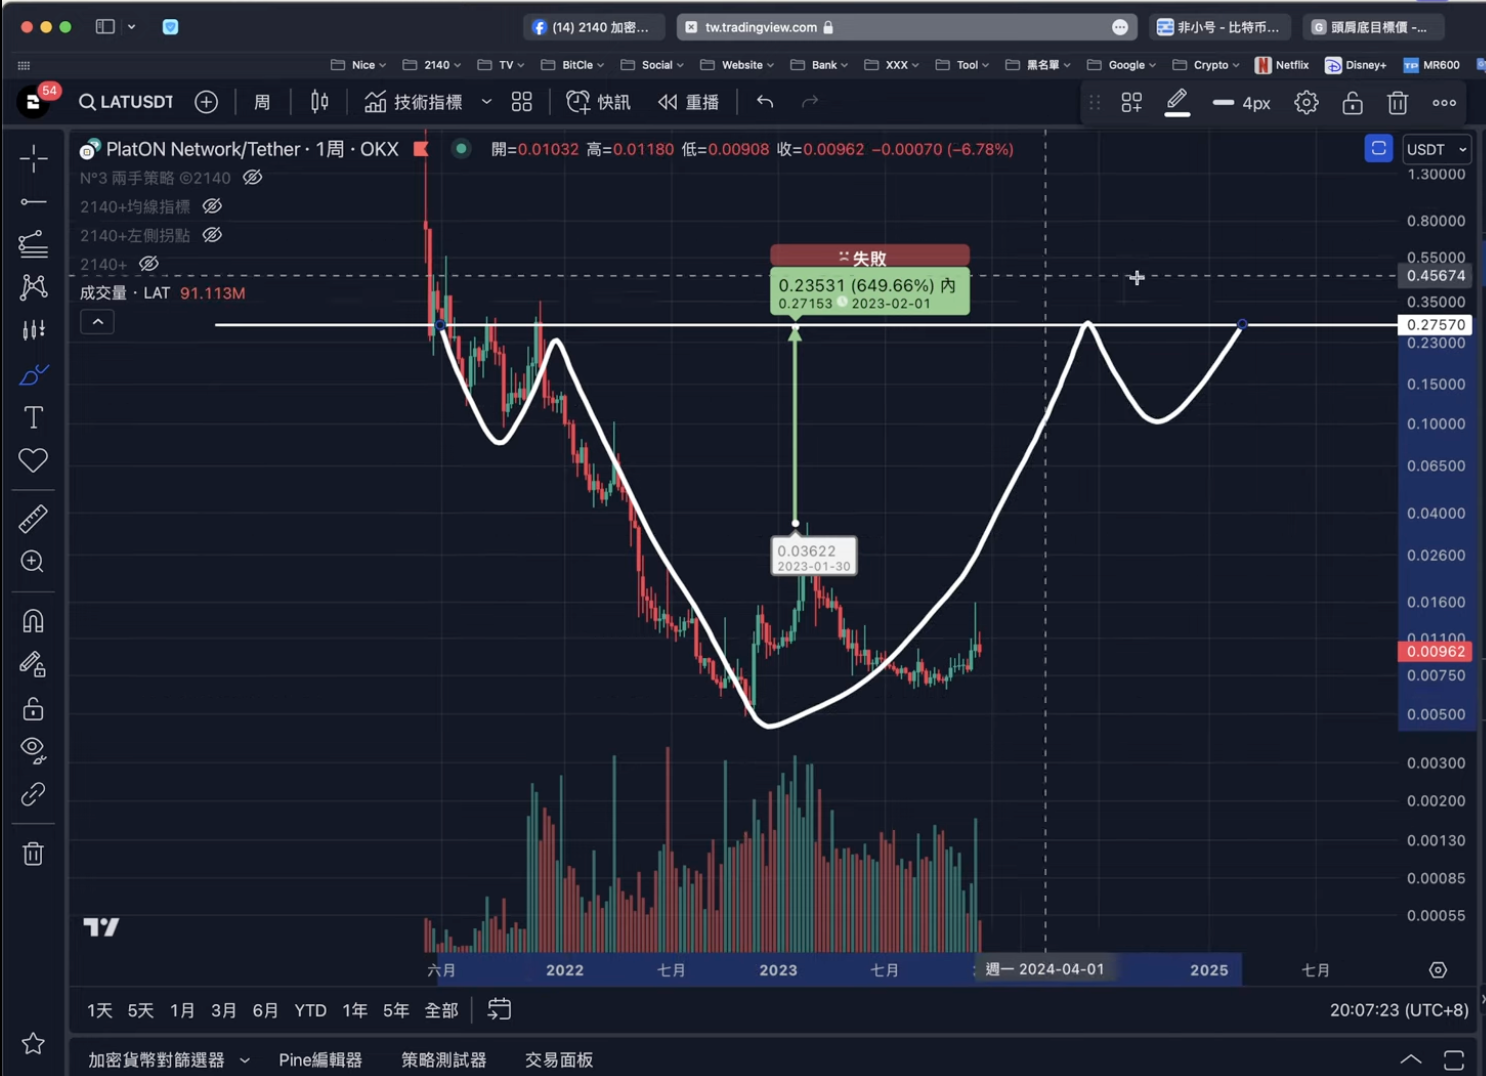 (14) 2140 加密...
tw.tradingview.com
非小号 - 比特币...
G 頭肩底目標價 -...
Nice
2140
TV
BitCle
Social
Website
Bank
XXX
Tool
黑名單
Google
Crypto
Netflix
Disney+
TP MR600
54
LATUSDT
周
技術指標
快訊
重播
4px
PlatON Network/Tether · 1周 · OKX
開=0.01032 高=0.01180 低=0.00908 收=0.00962 −0.00070 (−6.78%)
USDT
N°3 兩手策略 ©2140
2140+均線指標
2140+左側拐點
2140+
成交量 · LAT 91.113M
失敗
0.23531 (649.66%) 內
0.27153 2023-02-01
0.03622
2023-01-30
1.30000
0.80000
0.55000
0.45674
0.35000
0.27570
0.23000
0.15000
0.10000
0.06500
0.04000
0.02600
0.01600
0.01100
0.00962
0.00750
0.00500
0.00300
0.00200
0.00130
0.00085
0.00055
六月
2022
七月
2023
七月
週一 2024-04-01
2025
七月
1天 5天 1月 3月 6月 YTD 1年 5年 全部
20:07:23 (UTC+8)
加密貨幣對篩選器
Pine編輯器
策略測試器
交易面板